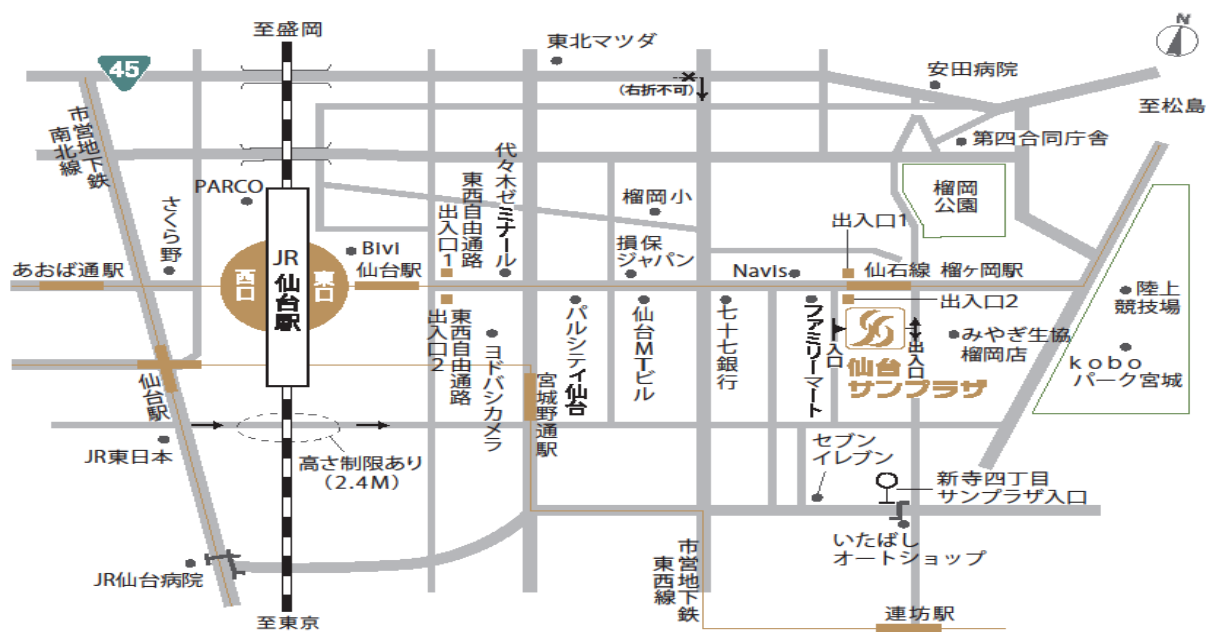 至盛岡
45
市営地下鉄
南北線
東北マツダ
(右折不可)
安田病院
N
至松島
第四合同庁舎
PARCO
さくら野
代々木ゼミナール
東西自由通路
出入口1
榴岡小
榴岡
公園
出入口1
BIvI
仙台駅
損保
ジャパン
NavIs
仙石線 榴ヶ岡駅
あおば通駅
西口
JR
仙台駅
東口
出入口2
陸上
競技場
東西自由通路
出入口2
ヨドバシカメラ
パルシティ仙台
仙台MTビル
七十七銀行
ファミリーマート
入口
出入口
仙台
サンプラザ
みやぎ生協
榴岡店
kobo
パーク宮城
仙台駅
宮城野通駅
JR東日本
高さ制限あり
(2.4M)
セブン
イレブン
新寺四丁目
サンプラザ入口
いたばし
オートショップ
JR仙台病院
市営地下鉄
東西線
至東京
連坊駅